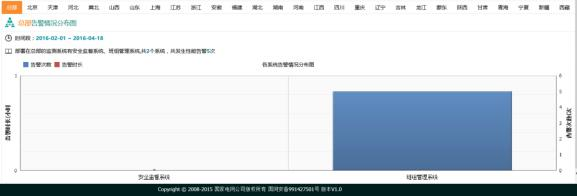 总部 北京 天津 河北 冀北 山西 山东 上海 江苏 浙江 安徽 福建 湖北 湖南 河南 江西 四川 重庆 辽宁 吉林 龙江 蒙东 陕西 甘肃 青海 宁夏 新疆 西藏
总部告警情况分布图
时间段：2016-02-01 ~ 2016-04-18
部署在总部的监测系统有安全监管系统、班组管理系统,共2个系统，共发生性能告警5次
告警次数 告警时长
各系统告警情况分布图
告警时长(小时)
1
0
6
5
4
3
2
1
0
告警次数(次)
安全监管系统 班组管理系统
Copyright © 2008-2015 国家电网公司版权所有 国网安备991427501号 版本V1.0